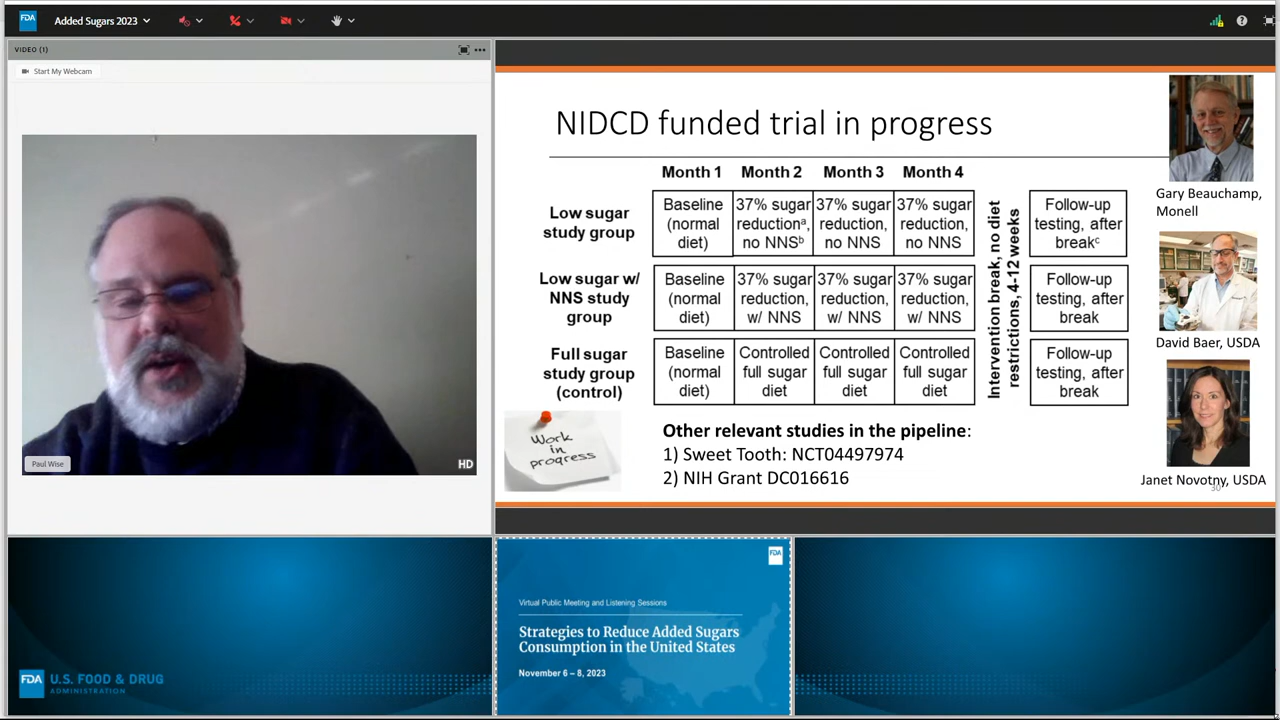 FDA
Added Sugars 2023
VIDEO (1)
Start My Webcam
Paul Wise
HD
NIDCD funded trial in progress
Month 1 Month 2 Month 3 Month 4
Low sugar
study group
Baseline
(normal
diet)
37% sugar
reductionᵃ,
no NNSᵇ
37% sugar
reduction,
no NNS
37% sugar
reduction,
no NNS
Low sugar w/
NNS study
group
Baseline
(normal
diet)
37% sugar
reduction,
w/ NNS
37% sugar
reduction,
w/ NNS
37% sugar
reduction,
w/ NNS
Full sugar
study group
(control)
Baseline
(normal
diet)
Controlled
full sugar
diet
Controlled
full sugar
diet
Controlled
full sugar
diet
Intervention break, no diet
restrictions, 4-12 weeks
Follow-up
testing, after
breakᶜ
Follow-up
testing, after
break
Follow-up
testing, after
break
Gary Beauchamp,
Monell
David Baer, USDA
Janet Novotny, USDA
30
Work
in
progress
Other relevant studies in the pipeline:
1) Sweet Tooth: NCT04497974
2) NIH Grant DC016616
FDA
U.S. FOOD & DRUG
ADMINISTRATION
FDA
Virtual Public Meeting and Listening Sessions
Strategies to Reduce Added Sugars
Consumption in the United States
November 6 – 8, 2023